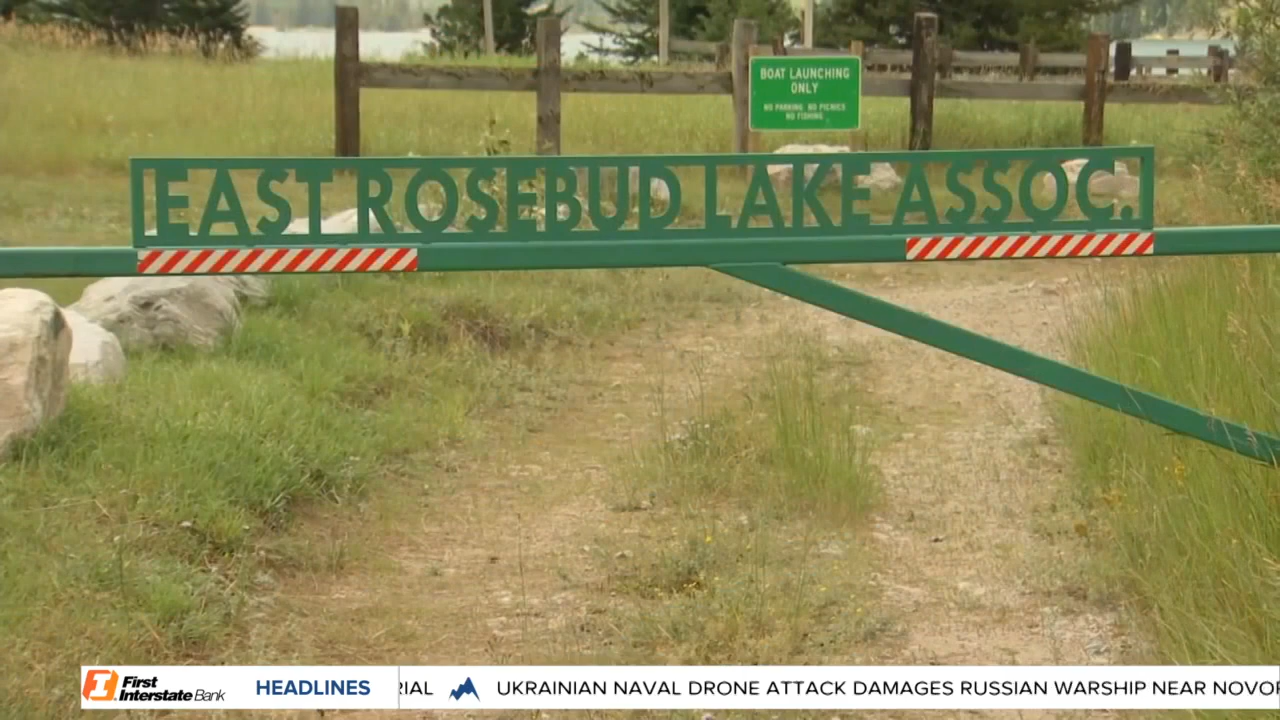 BOAT LAUNCHING
ONLY
NO PARKING NO PICNICS
NO FISHING
EAST ROSEBUD LAKE ASSOC.
First
Interstate Bank
HEADLINES
RIAL
UKRAINIAN NAVAL DRONE ATTACK DAMAGES RUSSIAN WARSHIP NEAR NOVOR